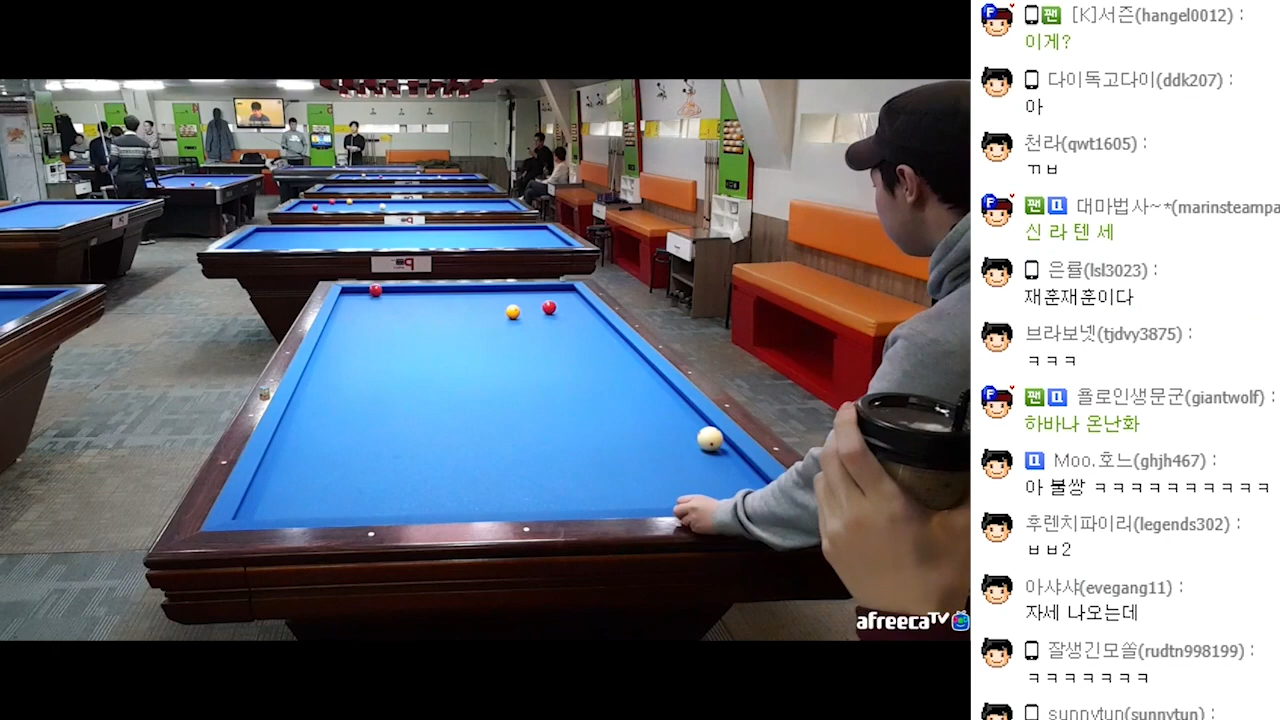 [K]서즌(hangel0012) :
이게?
다이독고다이(ddk207) :
아
천라(qwt1605) :
ㄲㅂ
대마법사~*(marinsteampa
신 라 텐 세
은률(lsl3023) :
재훈재훈이다
브라보넷(tjdvy3875) :
ㅋㅋㅋ
욜로인생문군(giantwolf) :
하바나 온난화
Moo.호느(ghjh467) :
아 불쌍 ㅋㅋㅋㅋㅋㅋㅋㅋㅋㅋ
후렌치파이리(legends302) :
ㅂㅂ2
아샤샤(evegang11) :
자세 나오는데
잘생긴모쏠(rudtn998199) :
ㅋㅋㅋㅋㅋㅋㅋ
sunnytun(sunnytun) :
afreecaTV